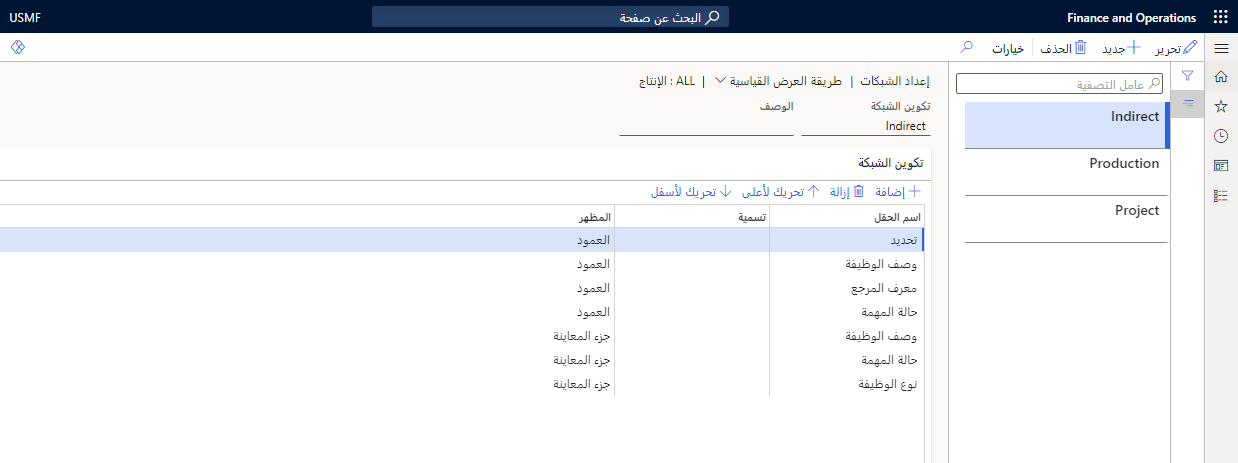 Finance and Operations
البحث عن صفحة
USMF
تحرير
جديد
الحذف
خيارات
عامل التصفية
Indirect
Production
Project
إعداد الشبكات | طريقة العرض القياسية | ALL : الإنتاج
تكوين الشبكة الوصف
Indirect
تكوين الشبكة
إضافة إزالة تحريك لأعلى تحريك لأسفل
اسم الحقل تسمية المظهر
تحديد العمود
وصف الوظيفة العمود
معرف المرجع العمود
حالة المهمة العمود
وصف الوظيفة جزء المعاينة
حالة المهمة جزء المعاينة
نوع الوظيفة جزء المعاينة